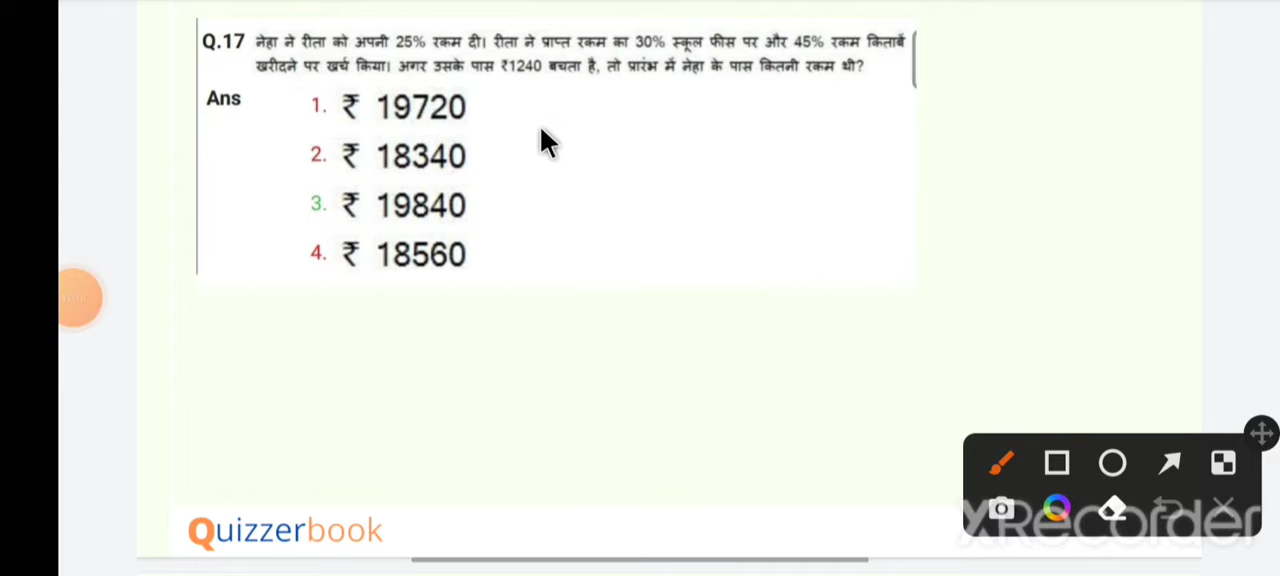 Q.17 नेहा ने रीता को अपनी 25% रकम दी। रीता ने प्राप्त रकम का 30% स्कूल फीस पर और 45% रकम किताबें
खरीदने पर खर्च किया। अगर उसके पास ₹1240 बचता है, तो प्रारंभ में नेहा के पास कितनी रकम थी?
Ans 1. ₹ 19720
2. ₹ 18340
3. ₹ 19840
4. ₹ 18560
Quizzerbook
XRecorder